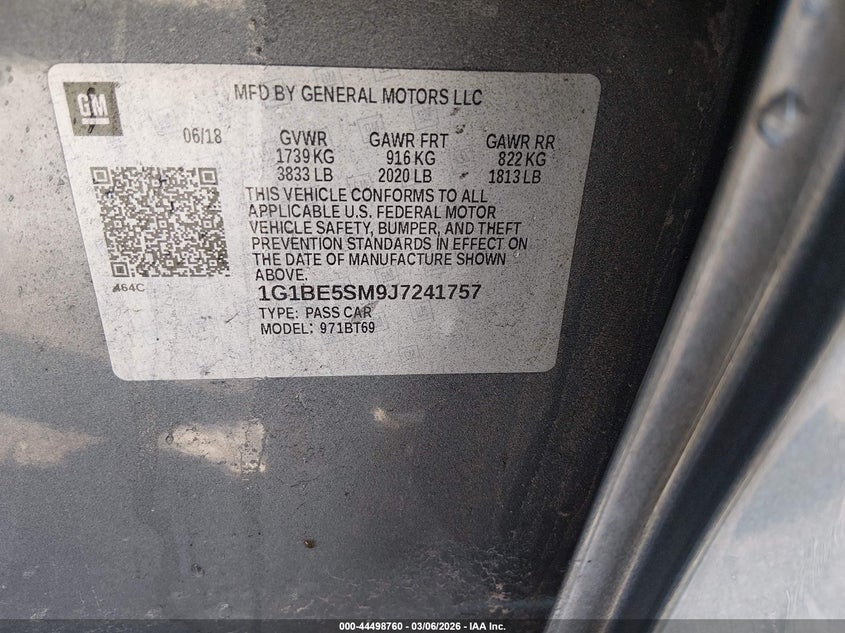 GM
MFD BY GENERAL MOTORS LLC
06/18 GVWR GAWR FRT GAWR RR
1739 KG 916 KG 822 KG
3833 LB 2020 LB 1813 LB
THIS VEHICLE CONFORMS TO ALL
APPLICABLE U.S. FEDERAL MOTOR
VEHICLE SAFETY, BUMPER, AND THEFT
PREVENTION STANDARDS IN EFFECT ON
THE DATE OF MANUFACTURE SHOWN
ABOVE.
464C
1G1BE5SM9J7241757
TYPE: PASS CAR
MODEL: 971BT69
000-44498760 — 03/06/2026 — IAA Inc.